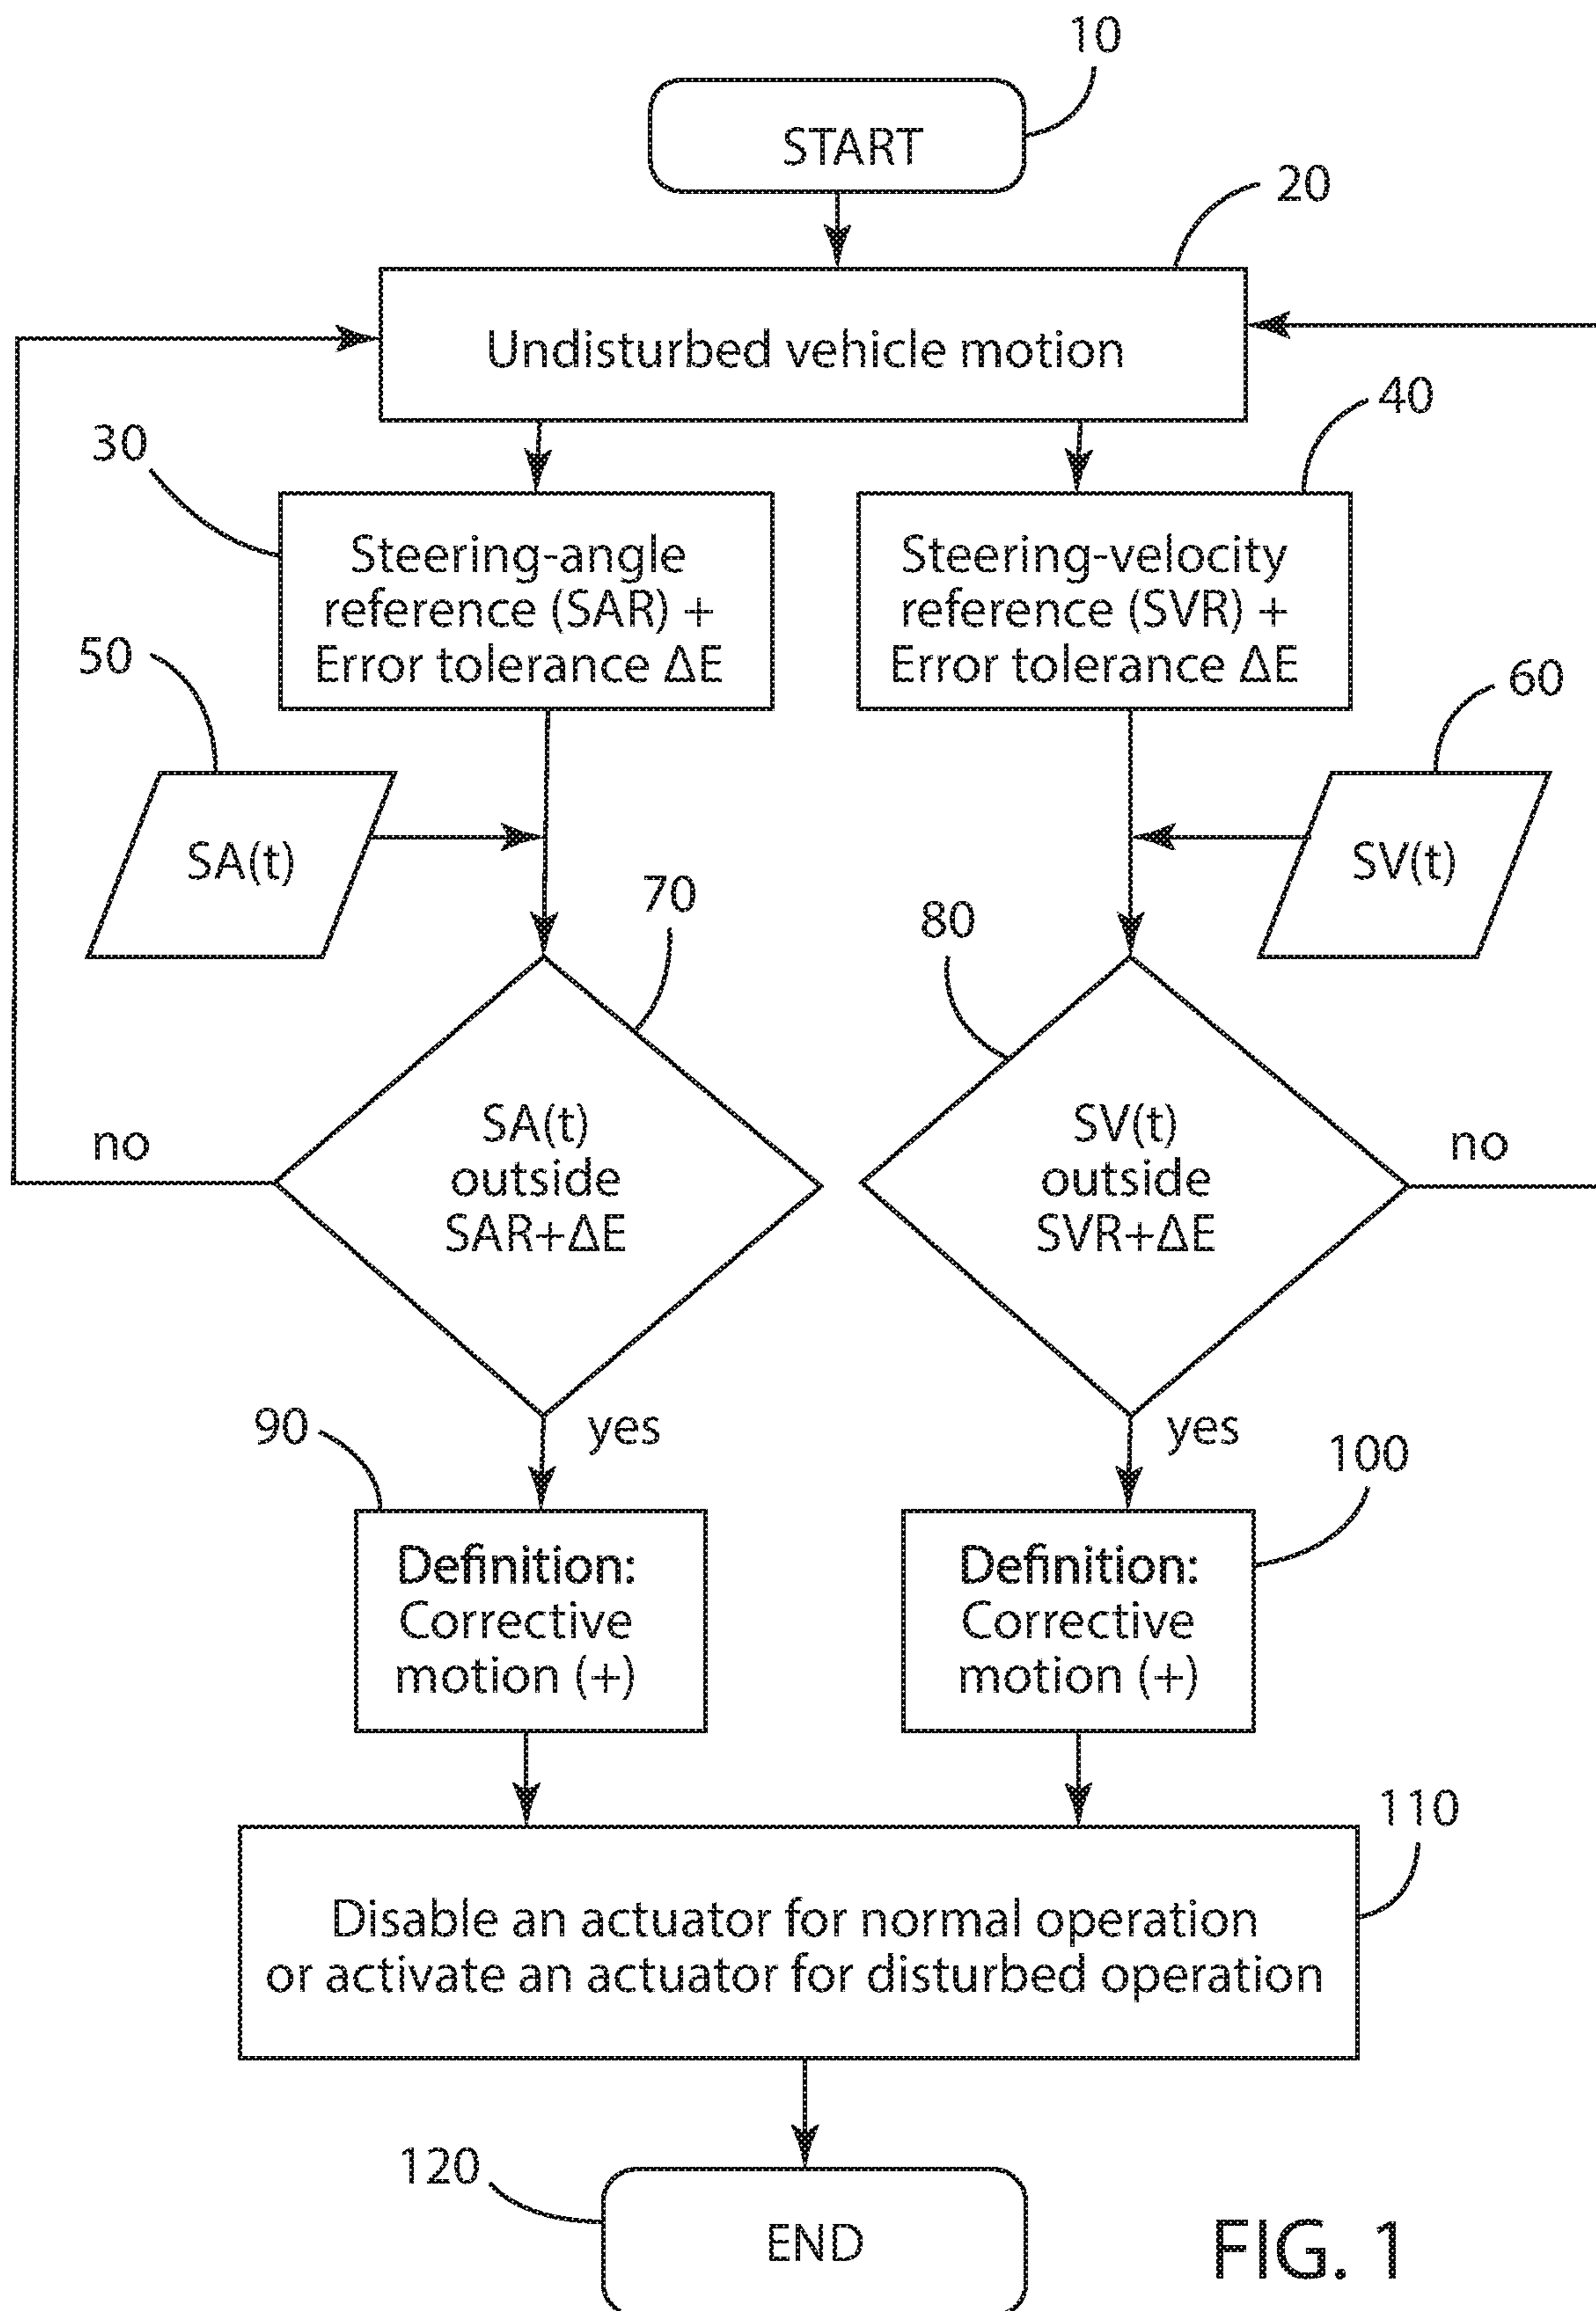 10
START
20
Undisturbed vehicle motion
30
40
Steering-angle
reference (SAR) +
Error tolerance ΔE
Steering-velocity
reference (SVR) +
Error tolerance ΔE
50
60
SA(t)
SV(t)
70
80
SA(t)
outside
SAR+ΔE
no
SV(t)
outside
SVR+ΔE
no
yes
yes
90
100
Definition:
Corrective
motion (+)
Definition:
Corrective
motion (+)
110
Disable an actuator for normal operation
or activate an actuator for disturbed operation
120
END
FIG. 1